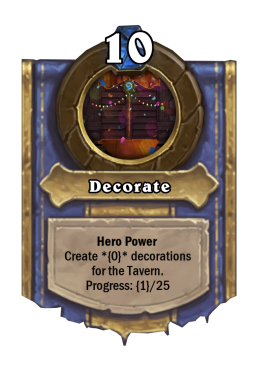 10
Decorate
Hero Power
Create *{0}* decorations
for the Tavern.
Progress: {1}/25